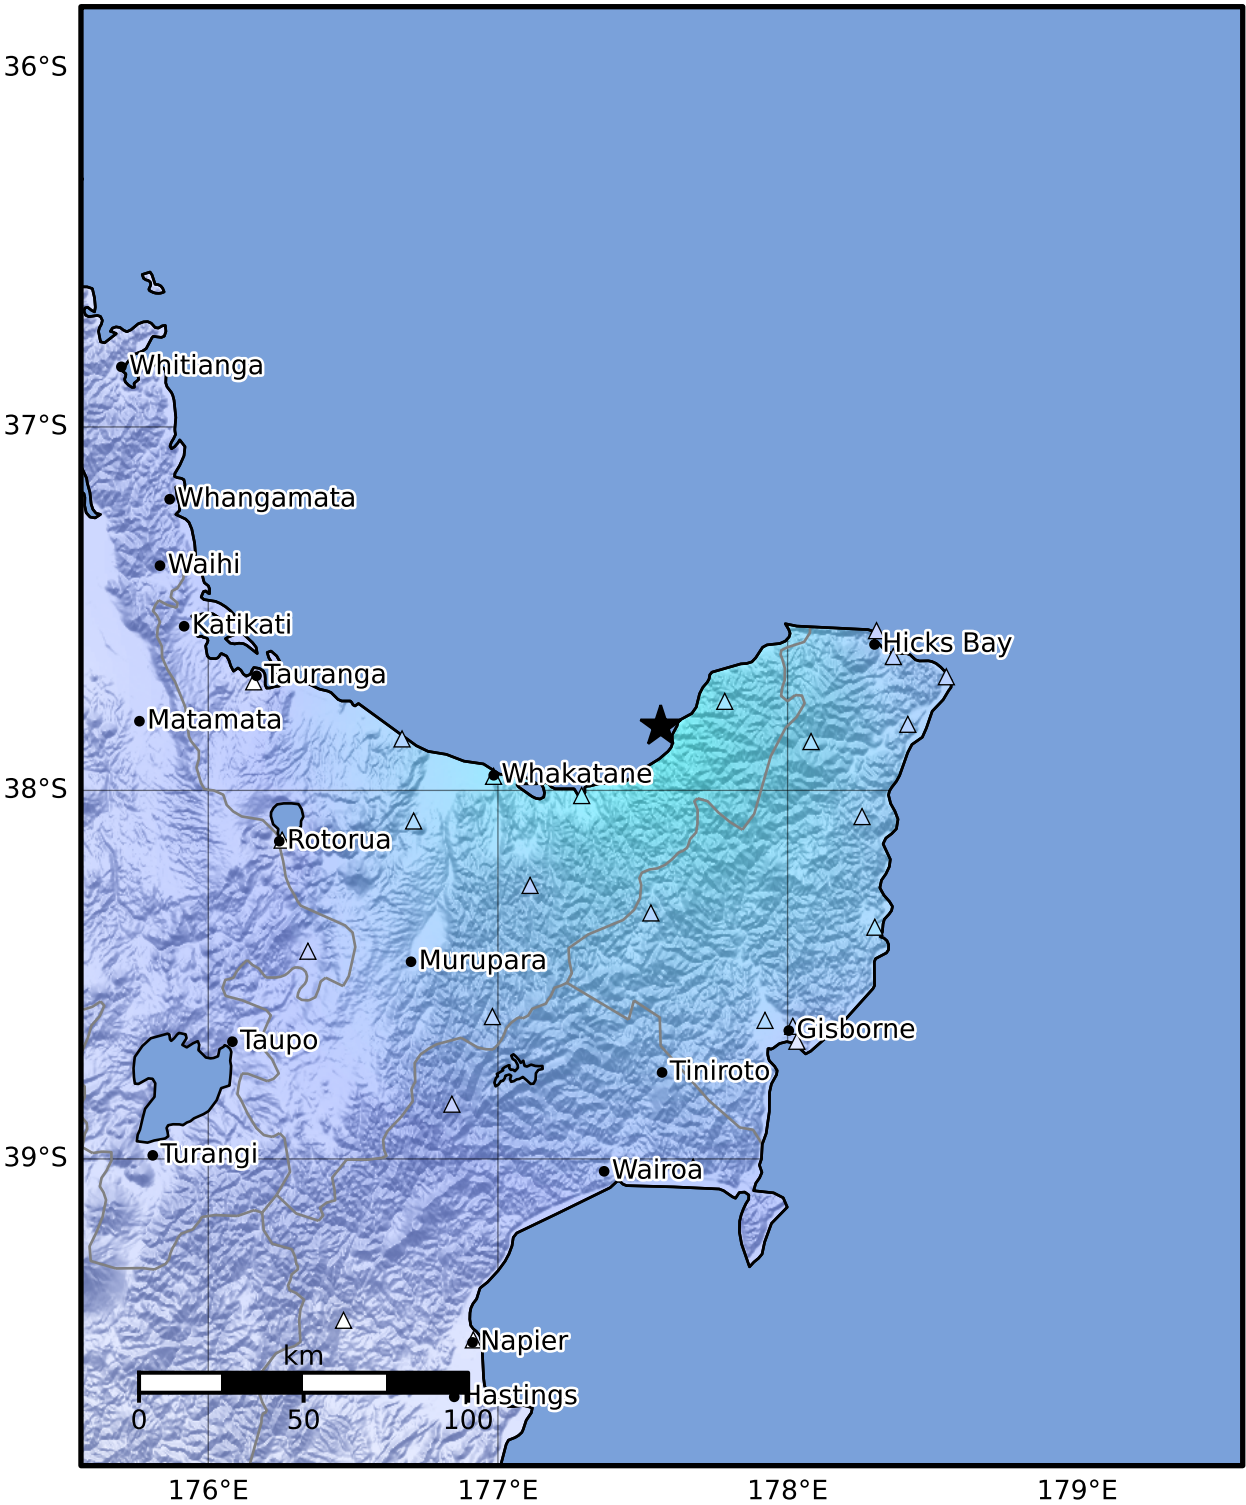 36°S
Whitianga
37°S
Whangamata
Waihi
Katikati
Hicks Bay
Tauranga
Matamata
Whakatane
38°S
Rotorua
Murupara
Gisborne
Taupo
Tiniroto
Turangi
39°S
Wairoa
Napier
km
Hastings
0 50 100
176°E 177°E 178°E 179°E